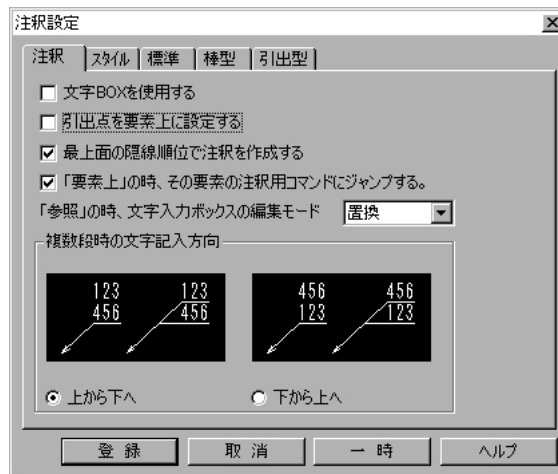 注釈設定
注釈 スタイル 標準 棒型 引出型
文字BOXを使用する
引出点を要素上に設定する
最上面の隠線順位で注釈を作成する
「要素上」の時、その要素の注釈用コマンドにジャンプする。
「参照」の時、文字入力ボックスの編集モード 置換
複数段時の文字記入方向
123 123 456 456
456 456 123 123
上から下へ 下から上へ
登 録 取 消 一 時 ヘルプ